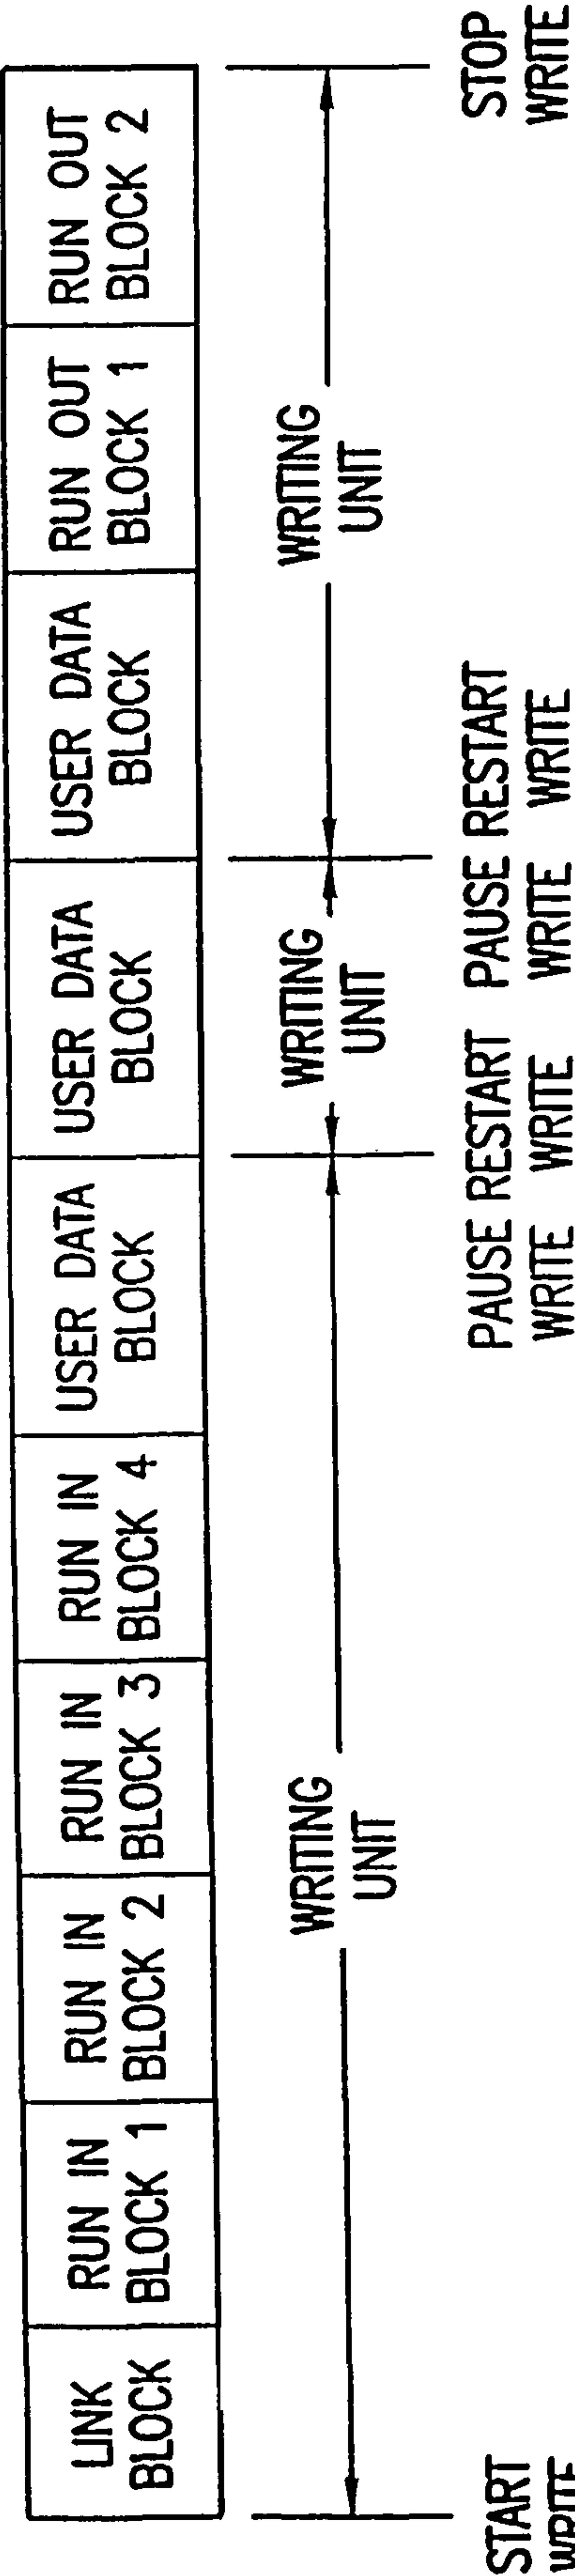 LINK
BLOCK
RUN IN
BLOCK 1
RUN IN
BLOCK 2
RUN IN
BLOCK 3
RUN IN
BLOCK 4
USER DATA
BLOCK
USER DATA
BLOCK
USER DATA
BLOCK
RUN OUT
BLOCK 1
RUN OUT
BLOCK 2
WRITING
UNIT
WRITING
UNIT
WRITING
UNIT
START
WRITE
PAUSE RESTART
WRITE WRITE
PAUSE RESTART
WRITE WRITE
STOP
WRITE